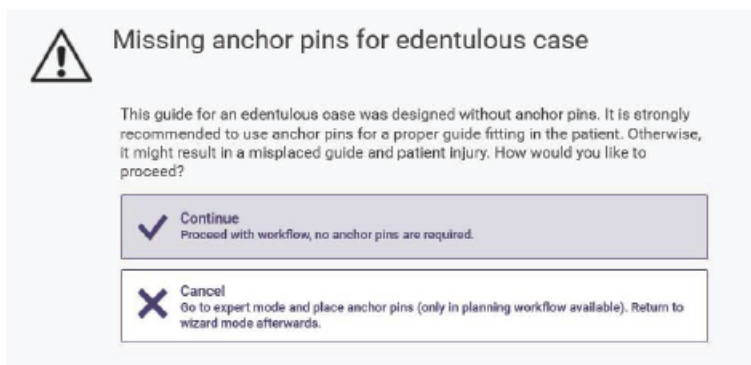 Missing anchor pins for edentulous case
This guide for an edentulous case was designed without anchor pins. It is strongly
recommended to use anchor pins for a proper guide fitting in the patient. Otherwise,
it might result in a misplaced guide and patient injury. How would you like to
proceed?
Continue
Proceed with workflow, no anchor pins are required.
Cancel
Go to expert mode and place anchor pins (only in planning workflow available). Return to
wizard mode afterwards.